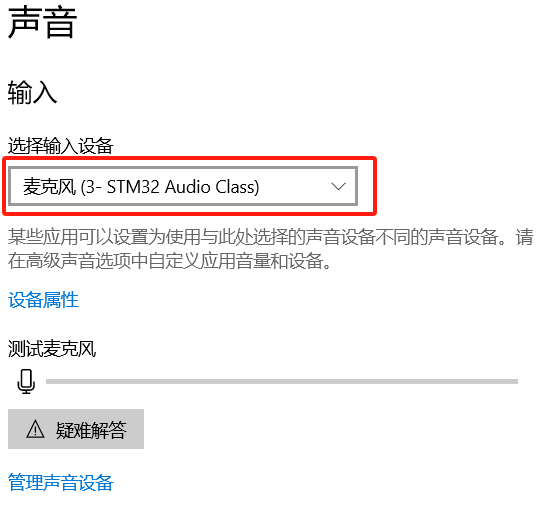 声音
输入
选择输入设备
麦克风 (3- STM32 Audio Class)
某些应用可以设置为使用与此处选择的声音设备不同的声音设备。请
在高级声音选项中自定义应用音量和设备。
设备属性
测试麦克风
疑难解答
管理声音设备